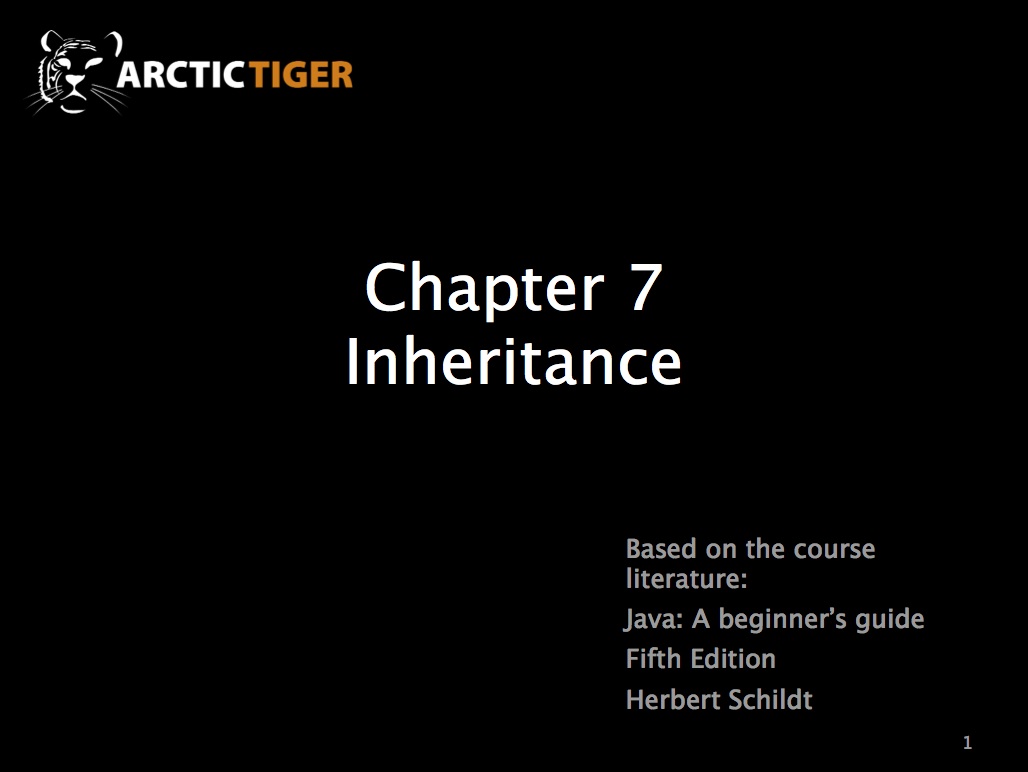 ARCTICTIGER
Chapter 7
Inheritance
Based on the course
literature:
Java: A beginner’s guide
Fifth Edition
Herbert Schildt
1